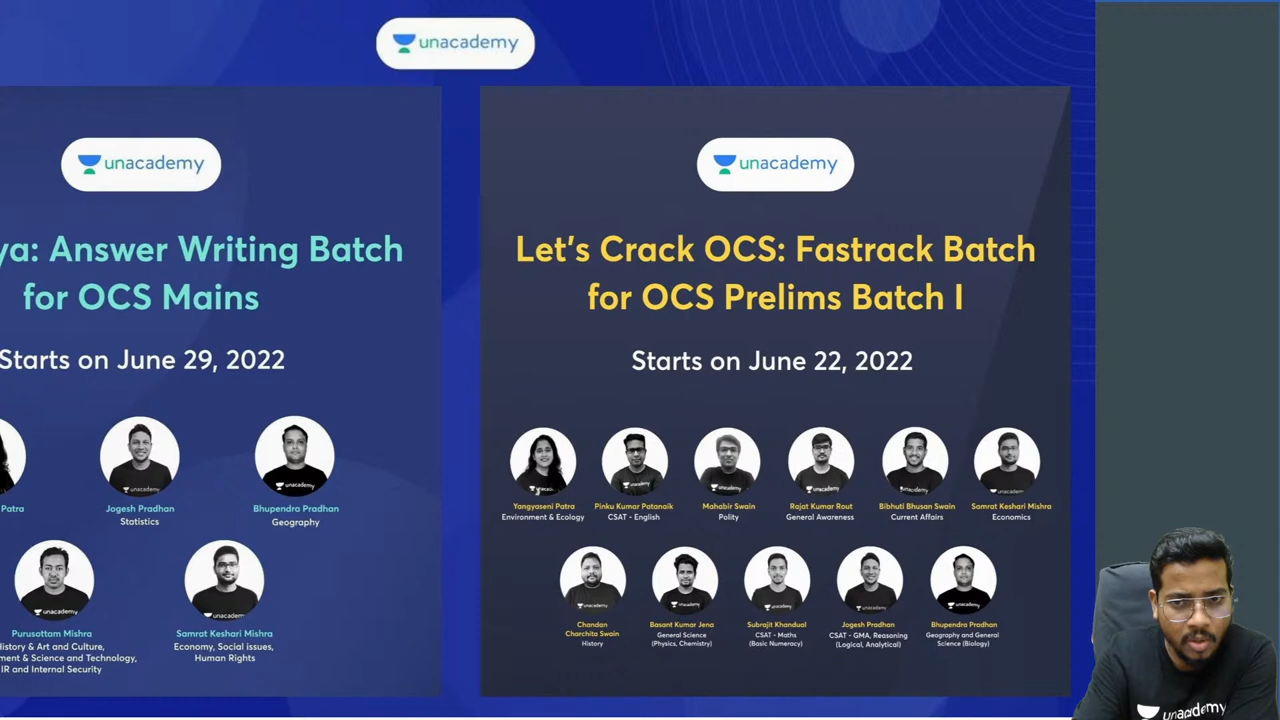 unacademy
unacademy
ya: Answer Writing Batch
for OCS Mains
Starts on June 29, 2022
Patra
Jogesh Pradhan
Statistics
Bhupendra Pradhan
Geography
Purusottam Mishra
History & Art and Culture,
ment & Science and Technology,
IR and Internal Security
Samrat Keshari Mishra
Economy, Social issues,
Human Rights
unacademy
Let's Crack OCS: Fastrack Batch
for OCS Prelims Batch I
Starts on June 22, 2022
Yangyaseni Patra
Environment & Ecology
Pinku Kumar Patanaik
CSAT - English
Mahabir Swain
Polity
Rajat Kumar Rout
General Awareness
Bibhuti Bhusan Swain
Current Affairs
Samrat Keshari Mishra
Economics
Chandan
Charchita Swain
History
Basant Kumar Jena
General Science
(Physics, Chemistry)
Subrajit Khandual
CSAT - Maths
(Basic Numeracy)
Jogesh Pradhan
CSAT - GMA, Reasoning
(Logical, Analytical)
Bhupendra Pradhan
Geography and General
Science (Biology)
unacademy